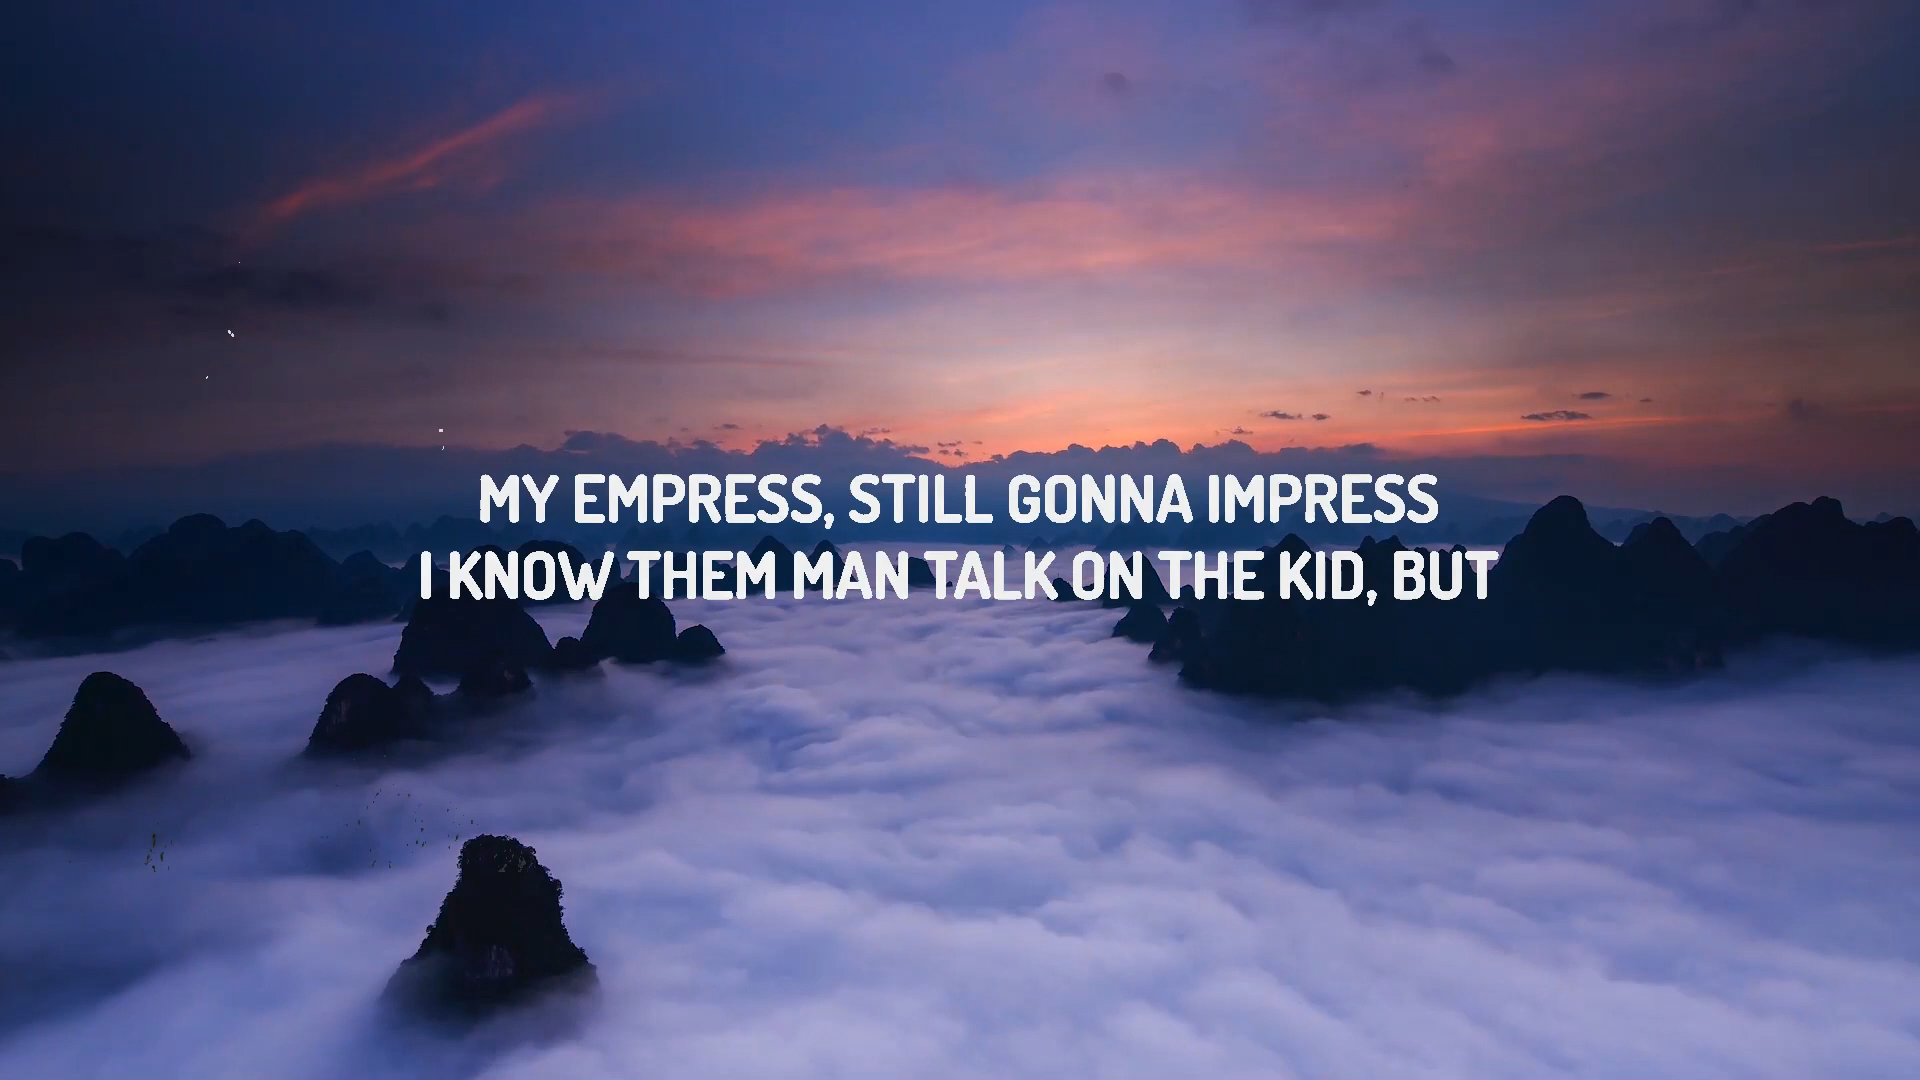 MY EMPRESS, STILL GONNA IMPRESS
I KNOW THEM MAN TALK ON THE KID, BUT